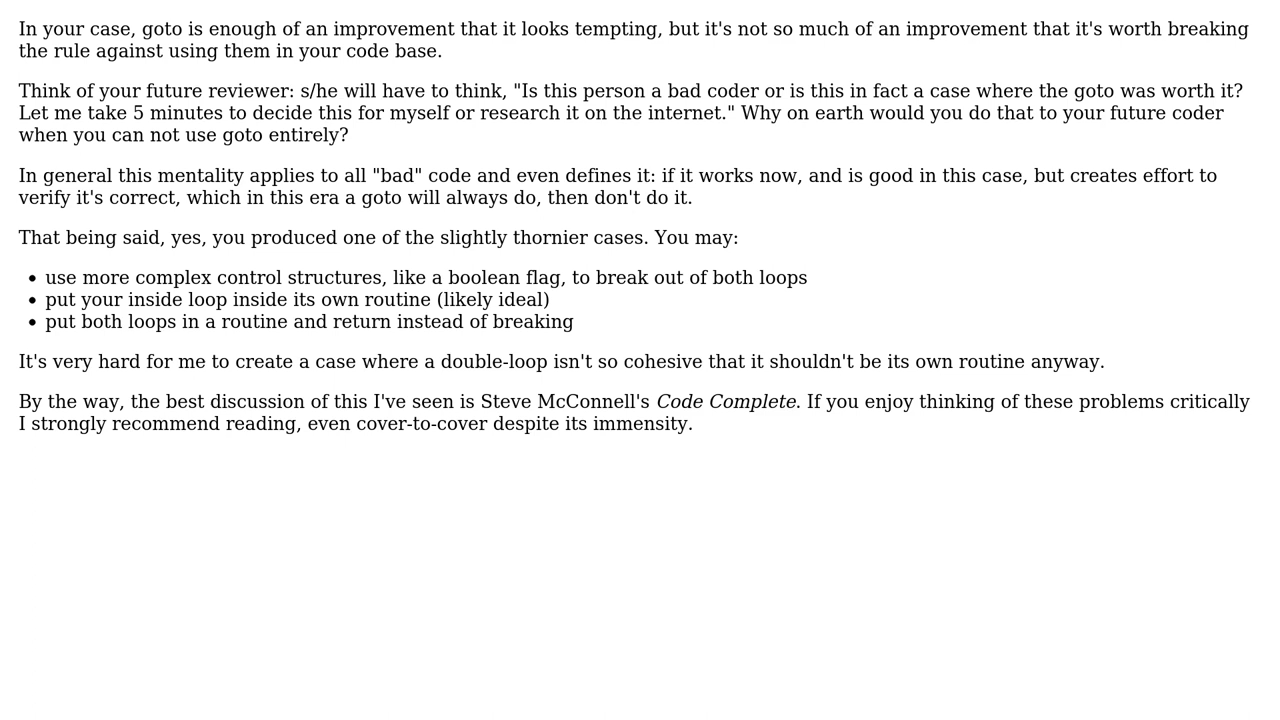 In your case, goto is enough of an improvement that it looks tempting, but it's not so much of an improvement that it's worth breaking
the rule against using them in your code base.
Think of your future reviewer: s/he will have to think, "Is this person a bad coder or is this in fact a case where the goto was worth it?
Let me take 5 minutes to decide this for myself or research it on the internet." Why on earth would you do that to your future coder
when you can not use goto entirely?
In general this mentality applies to all "bad" code and even defines it: if it works now, and is good in this case, but creates effort to
verify it's correct, which in this era a goto will always do, then don't do it.
That being said, yes, you produced one of the slightly thornier cases. You may:
• use more complex control structures, like a boolean flag, to break out of both loops
• put your inside loop inside its own routine (likely ideal)
• put both loops in a routine and return instead of breaking
It's very hard for me to create a case where a double-loop isn't so cohesive that it shouldn't be its own routine anyway.
By the way, the best discussion of this I've seen is Steve McConnell's Code Complete. If you enjoy thinking of these problems critically
I strongly recommend reading, even cover-to-cover despite its immensity.